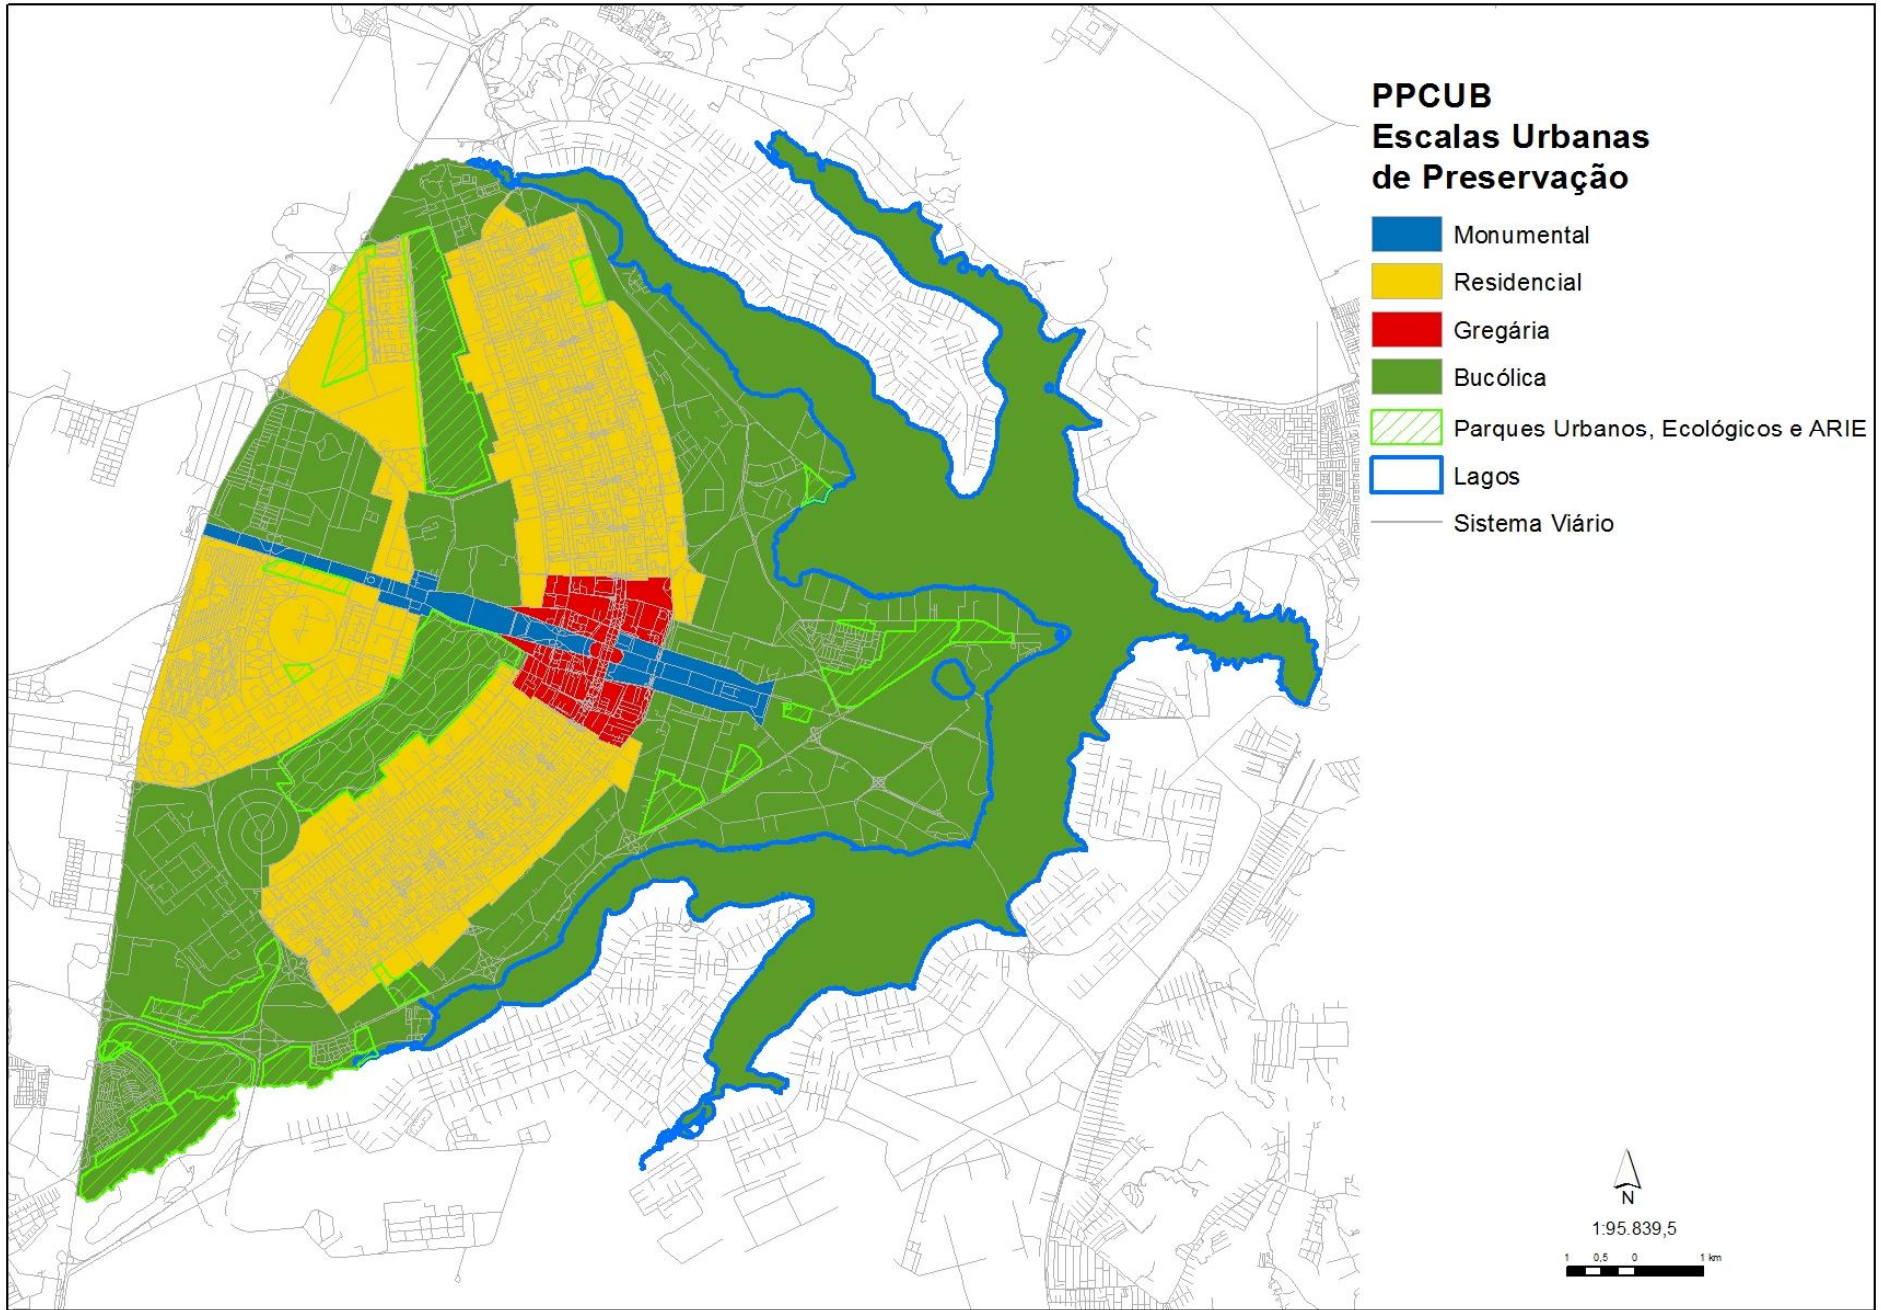 PPCUB
Escalas Urbanas
de Preservação
Monumental
Residencial
Gregária
Bucólica
Parques Urbanos, Ecológicos e ARIE
Lagos
Sistema Viário
N
1:95.839,5
1 0,5 0 1 km